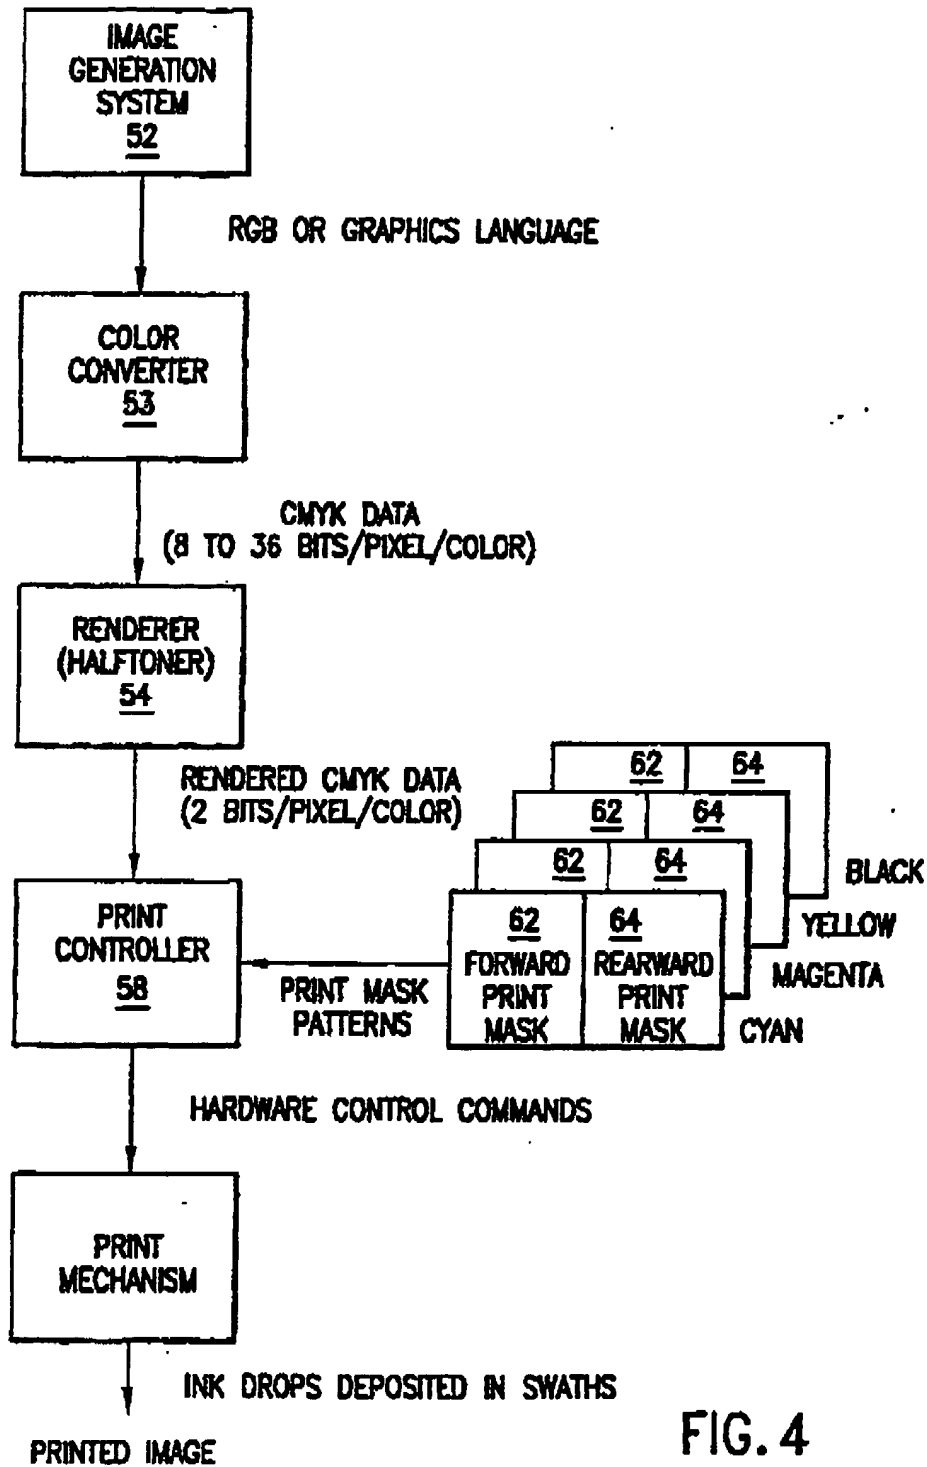 IMAGE
GENERATION
SYSTEM
52
RGB OR GRAPHICS LANGUAGE
COLOR
CONVERTER
53
CMYK DATA
(8 TO 36 BITS/PIXEL/COLOR)
RENDERER
(HALFTONER)
54
RENDERED CMYK DATA
(2 BITS/PIXEL/COLOR)
62 64
62 64
62 64
BLACK
YELLOW
MAGENTA
CYAN
62 64
FORWARD REARWARD
PRINT PRINT
MASK MASK
PRINT MASK
PATTERNS
PRINT
CONTROLLER
58
HARDWARE CONTROL COMMANDS
PRINT
MECHANISM
INK DROPS DEPOSITED IN SWATHS
PRINTED IMAGE
FIG. 4